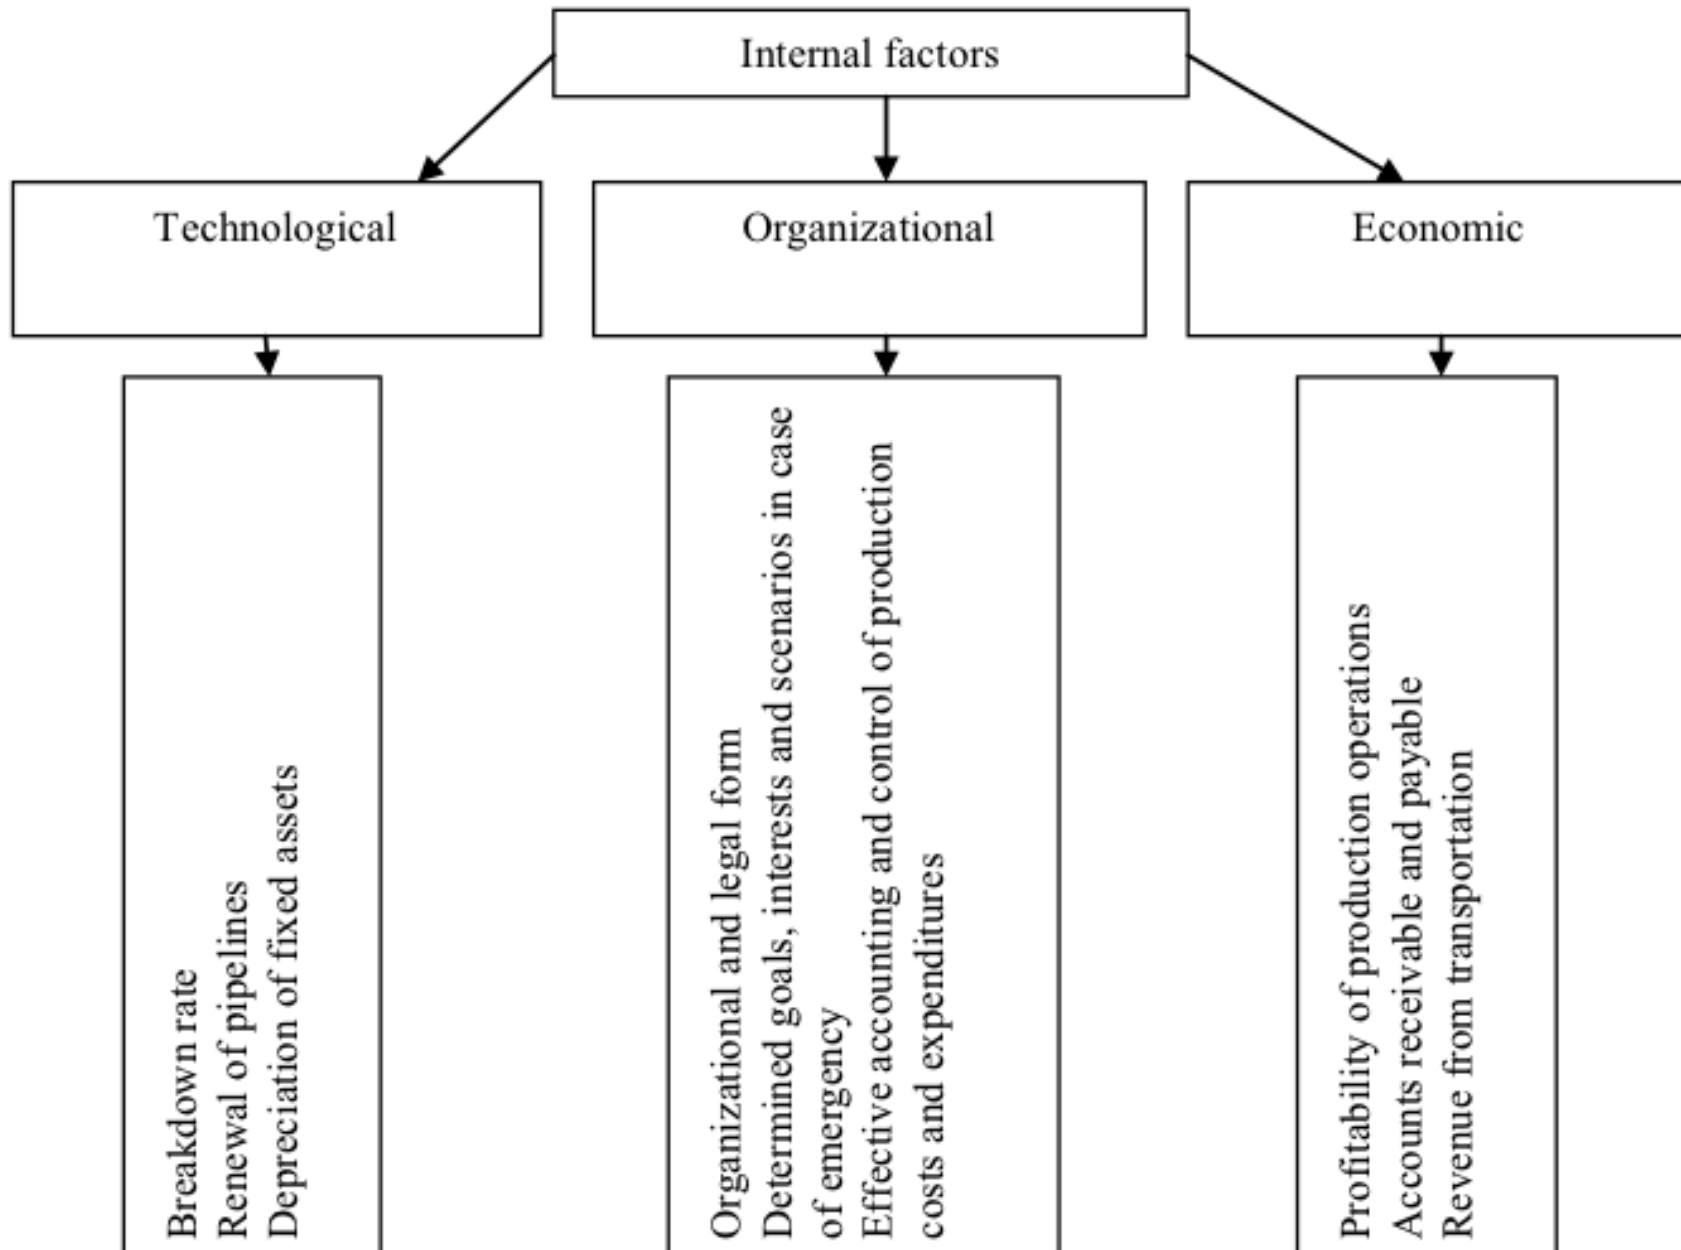 Internal factors
Technological
Organizational
Economic
Breakdown rate
Renewal of pipelines
Depreciation of fixed assets
Organizational and legal form
Determined goals, interests and scenarios in case
of emergency
Effective accounting and control of production
costs and expenditures
Profitability of production operations
Accounts receivable and payable
Revenue from transportation